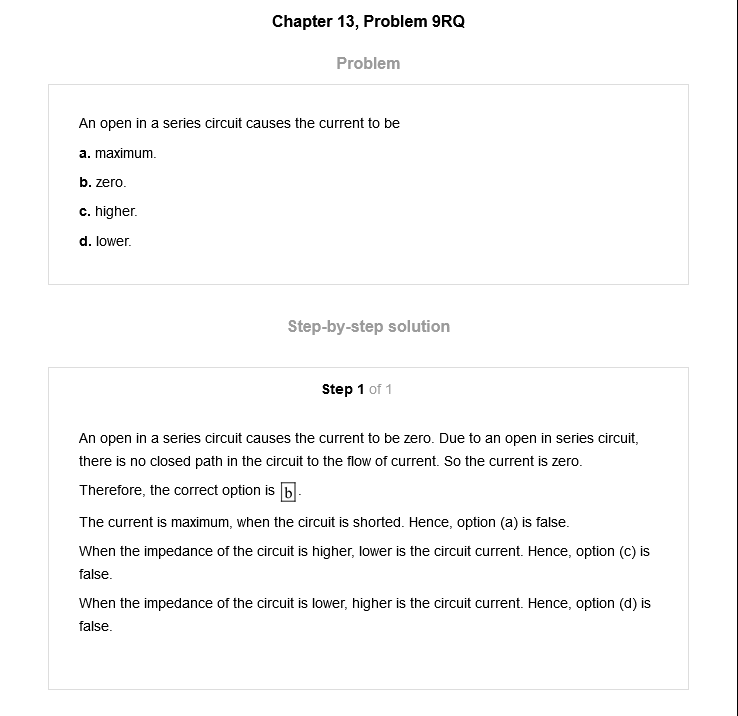 Chapter 13, Problem 9RQ
Problem
An open in a series circuit causes the current to be
a. maximum.
b. zero.
c. higher.
d. lower.
Step-by-step solution
Step 1 of 1
An open in a series circuit causes the current to be zero. Due to an open in series circuit,
there is no closed path in the circuit to the flow of current. So the current is zero.
Therefore, the correct option is b.
The current is maximum, when the circuit is shorted. Hence, option (a) is false.
When the impedance of the circuit is higher, lower is the circuit current. Hence, option (c) is
false.
When the impedance of the circuit is lower, higher is the circuit current. Hence, option (d) is
false.